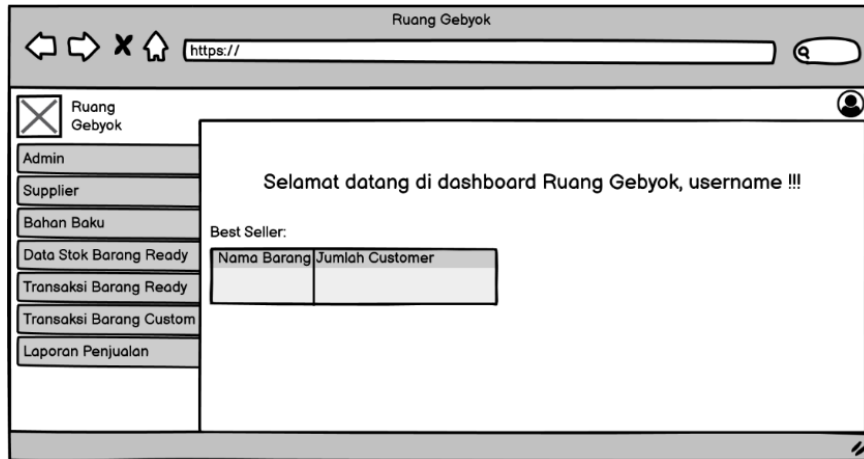 Ruang Gebyok
https://
Ruang
Gebyok
Admin
Supplier
Bahan Baku
Data Stok Barang Ready
Transaksi Barang Ready
Transaksi Barang Custom
Laporan Penjualan
Selamat datang di dashboard Ruang Gebyok, username !!!
Best Seller:
Nama Barang Jumlah Customer